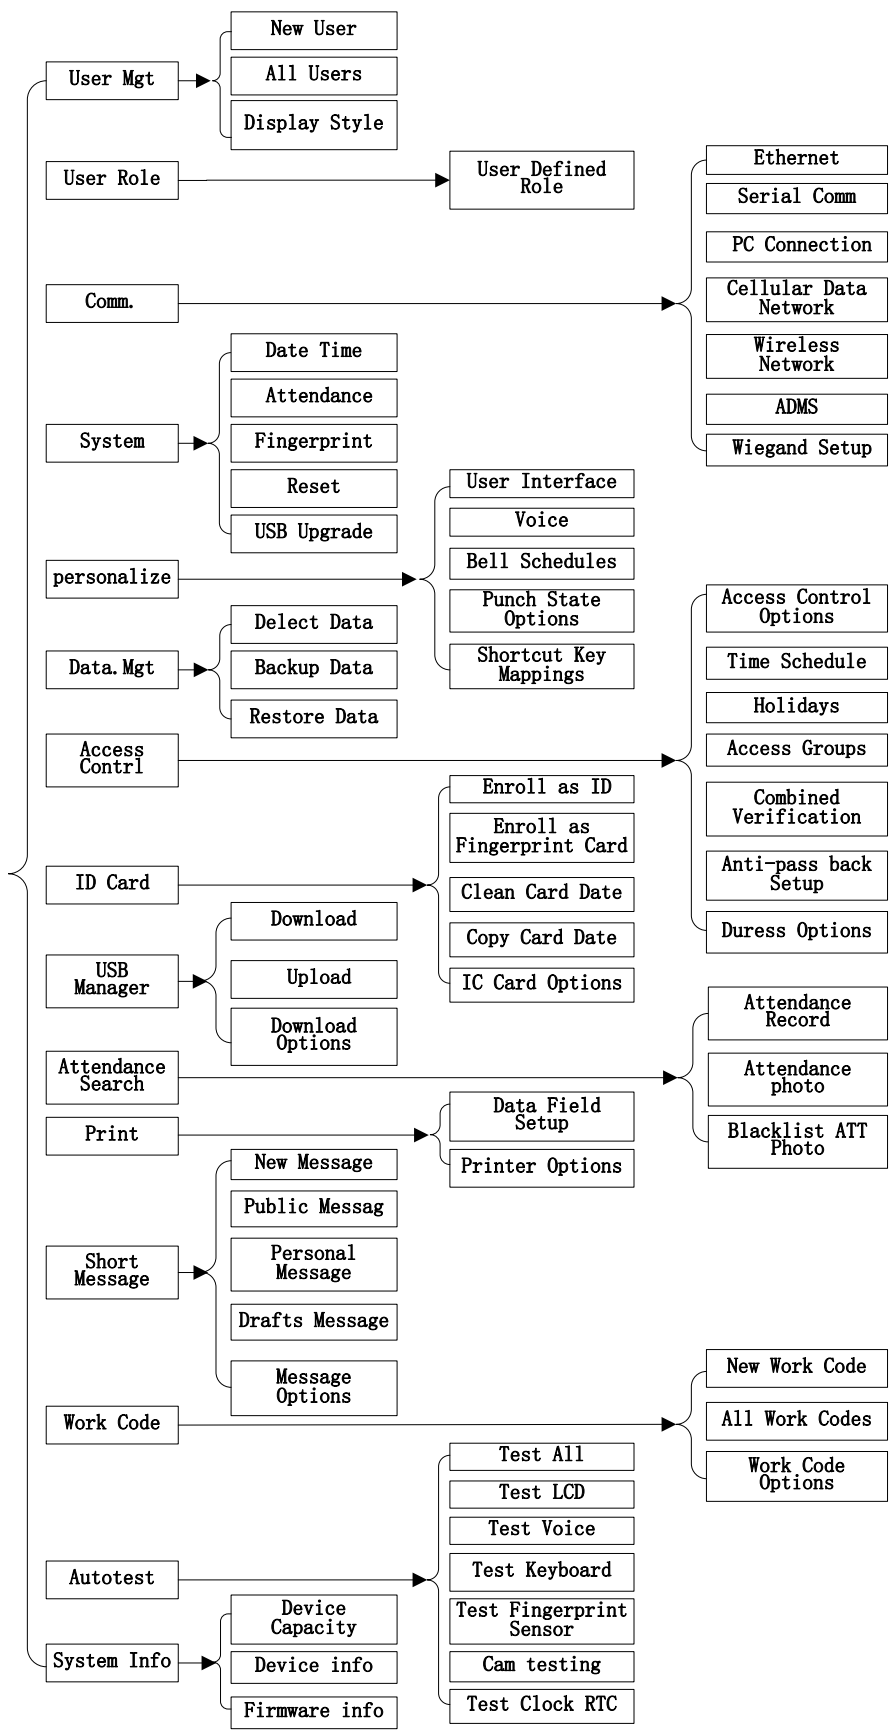 User Mgt
New User
All Users
Display Style
User Role
User Defined
Role
Comm.
Ethernet
Serial Comm
PC Connection
Cellular Data
Network
Wireless
Network
ADMS
Wiegand Setup
System
Date Time
Attendance
Fingerprint
Reset
USB Upgrade
personalize
User Interface
Voice
Bell Schedules
Punch State
Options
Shortcut Key
Mappings
Data.Mgt
Delect Data
Backup Data
Restore Data
Access
Contrl
Access Control
Options
Time Schedule
Holidays
Access Groups
Combined
Verification
Anti-pass back
Setup
Duress Options
ID Card
Enroll as ID
Enroll as
Fingerprint Card
Clean Card Date
Copy Card Date
IC Card Options
USB
Manager
Download
Upload
Download
Options
Attendance
Search
Attendance
Record
Attendance
photo
Blacklist ATT
Photo
Print
Data Field
Setup
Printer Options
Short
Message
New Message
Public Messag
Personal
Message
Drafts Message
Message
Options
Work Code
New Work Code
All Work Codes
Work Code
Options
Autotest
Test All
Test LCD
Test Voice
Test Keyboard
Test Fingerprint
Sensor
Cam testing
Test Clock RTC
System Info
Device
Capacity
Device info
Firmware info